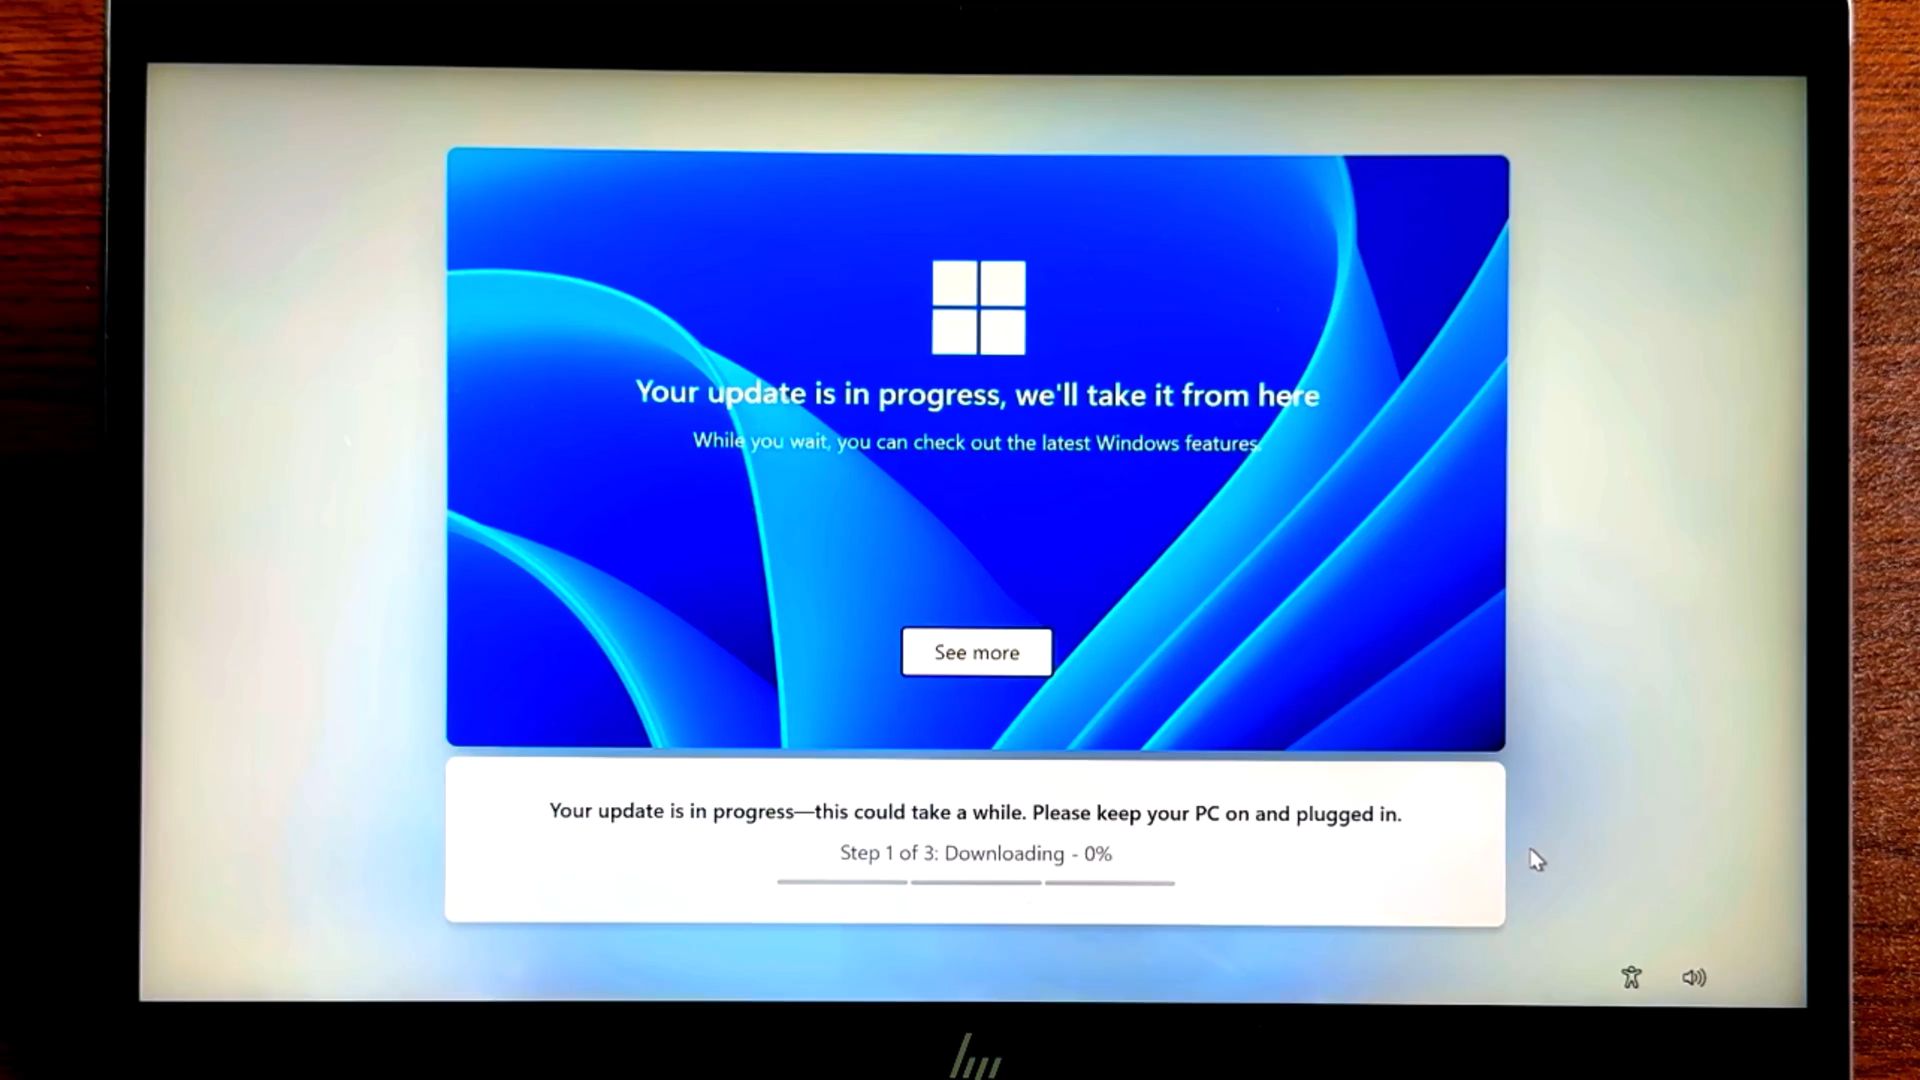 Your update is in progress, we'll take it from here
While you wait, you can check out the latest Windows features.
See more
Your update is in progress—this could take a while. Please keep your PC on and plugged in.
Step 1 of 3: Downloading - 0%
hp